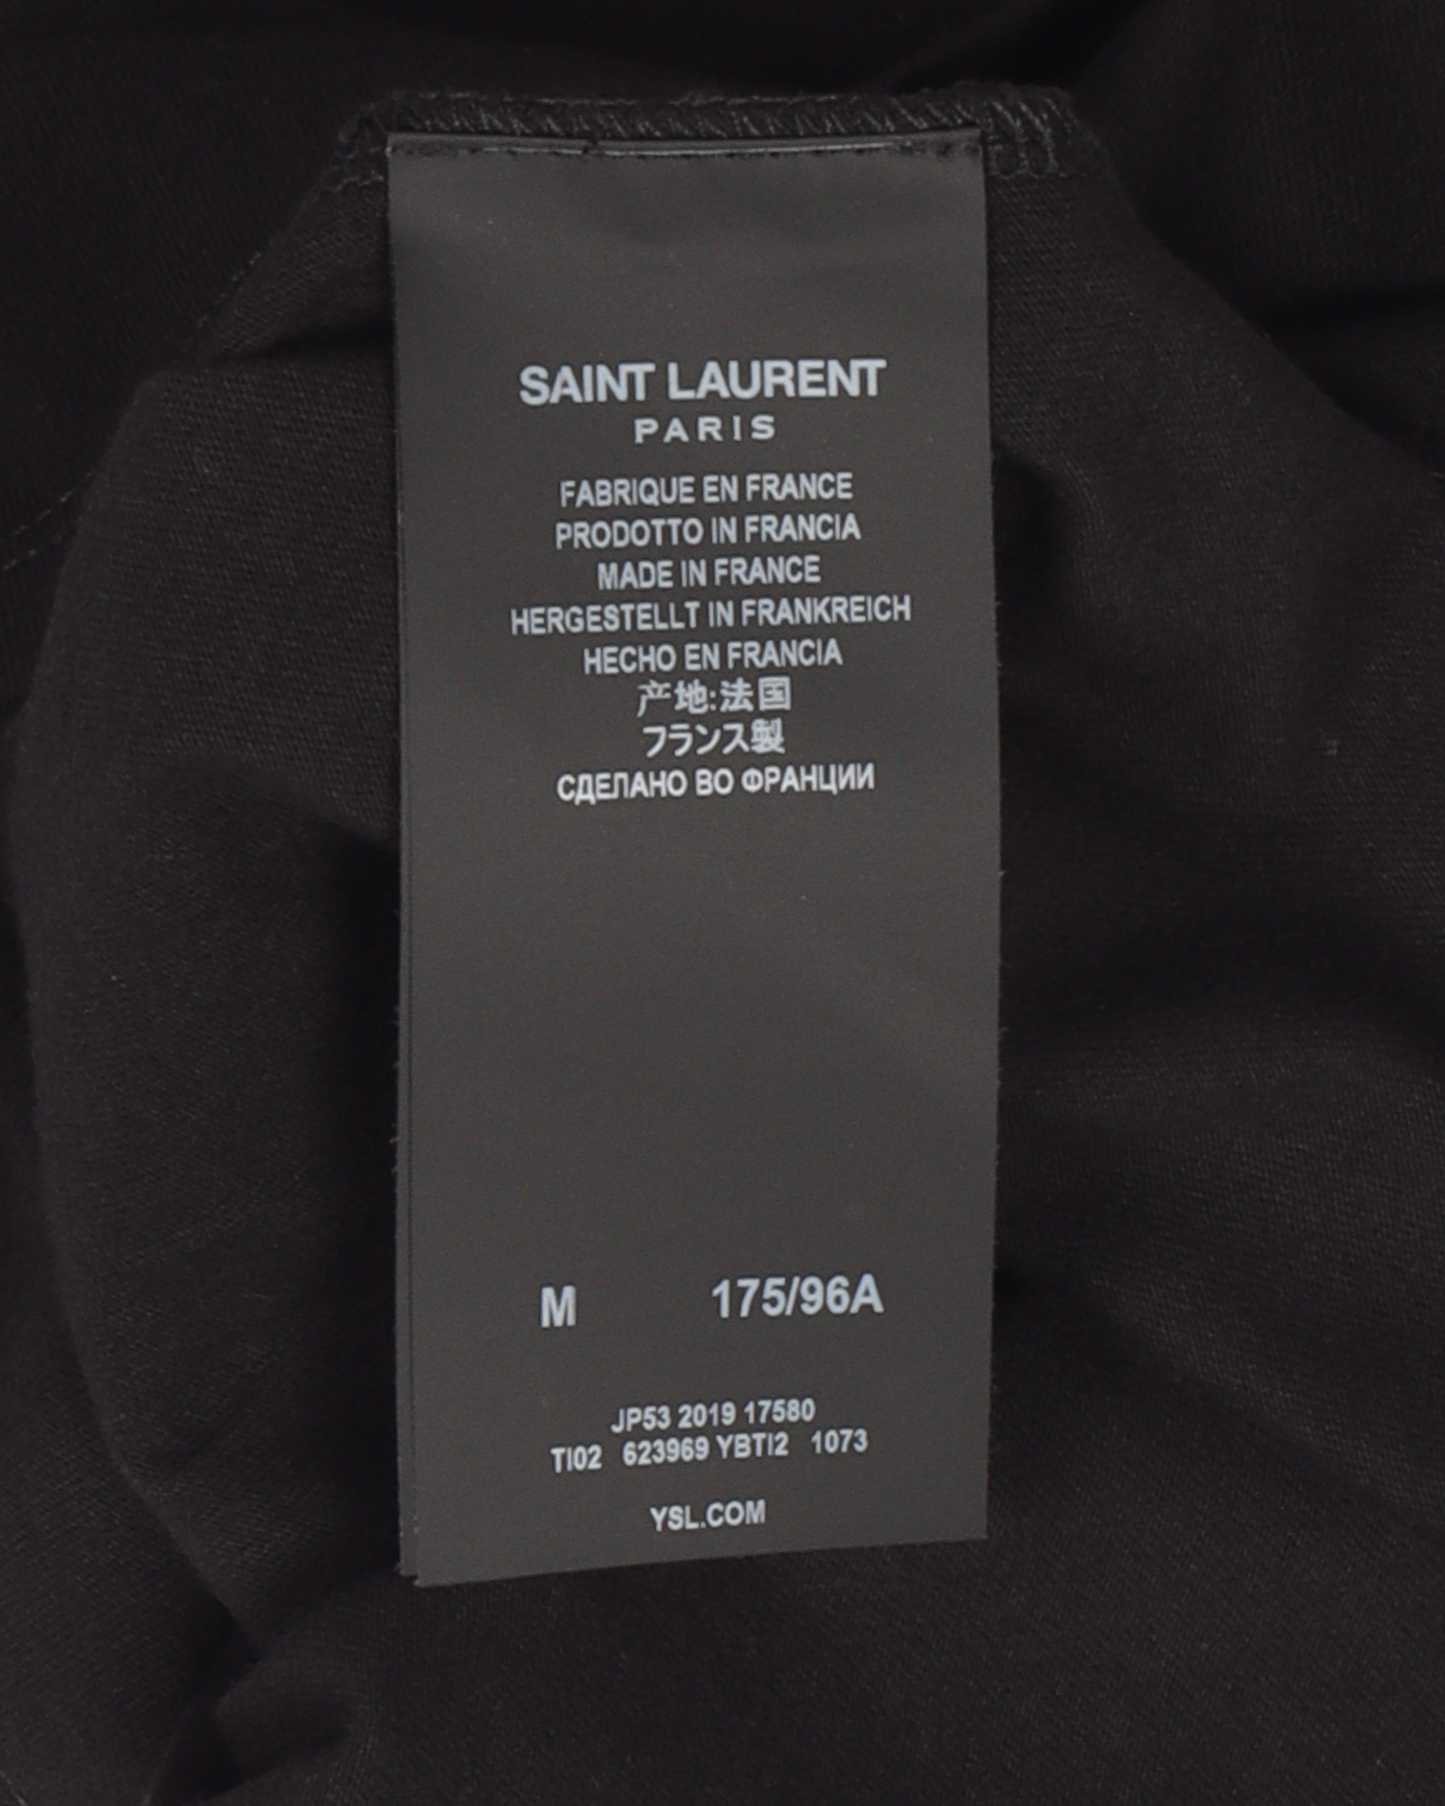 SAINT LAURENT
PARIS
FABRIQUE EN FRANCE
PRODOTTO IN FRANCIA
MADE IN FRANCE
HERGESTELLT IN FRANKREICH
HECHO EN FRANCIA
产地:法国
フランス製
СДЕЛАНО ВО ФРАНЦИИ
M 175/96A
JP53 2019 17580
TI02 623969 YBTI2 1073
YSL.COM